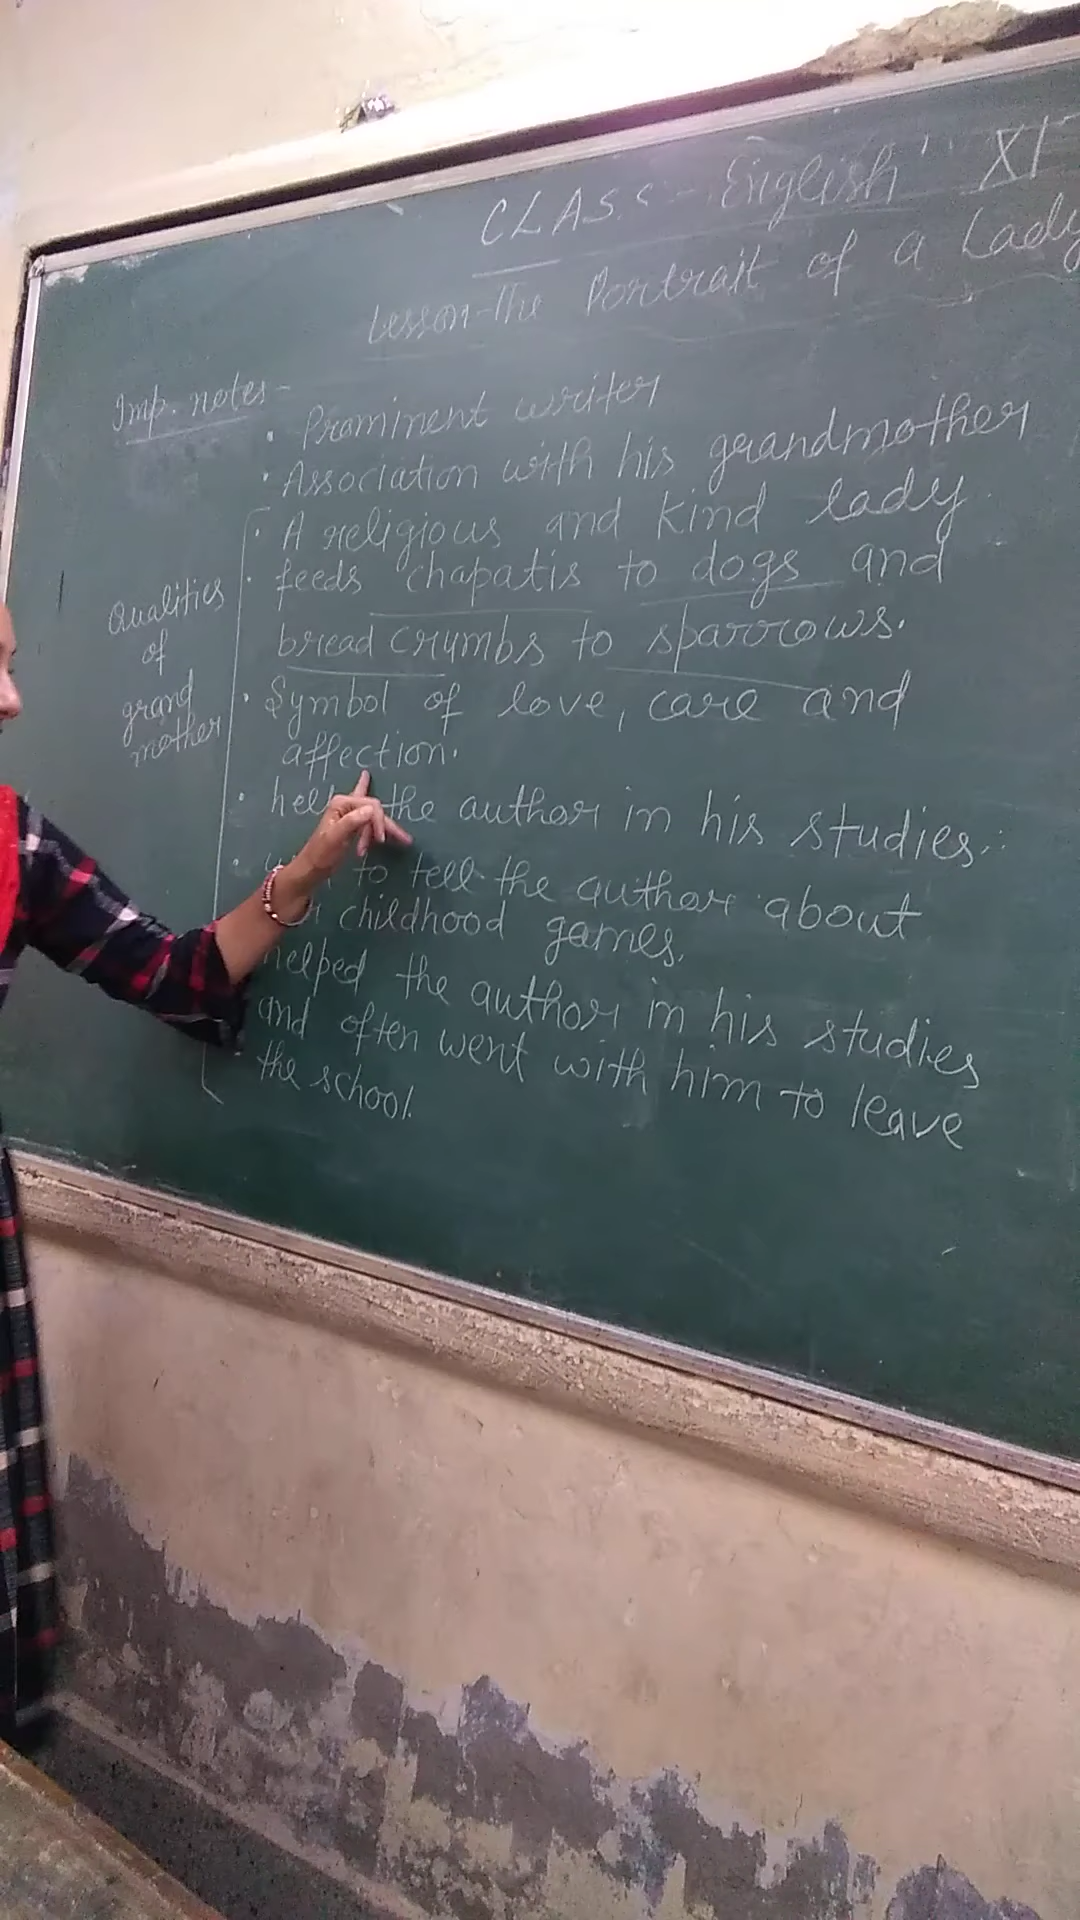 CLASS - English" XI
Lesson - The Portrait of a Lady
Imp. notes -
• Prominent writer
• Association with his grandmother
Qualities
of
grand
mother
• A religious and kind lady
• feeds chapatis to dogs and
bread crumbs to sparrows.
• Symbol of love, care and
affection.
• the author in his studies.
• to tell the author about
childhood games.
helped the author in his studies
and often went with him to leave
the school.